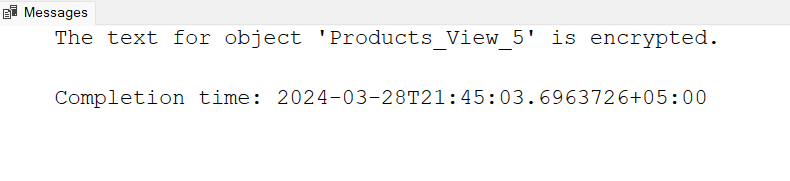 Messages
The text for object 'Products_View_5' is encrypted.
Completion time: 2024-03-28T21:45:03.6963726+05:00